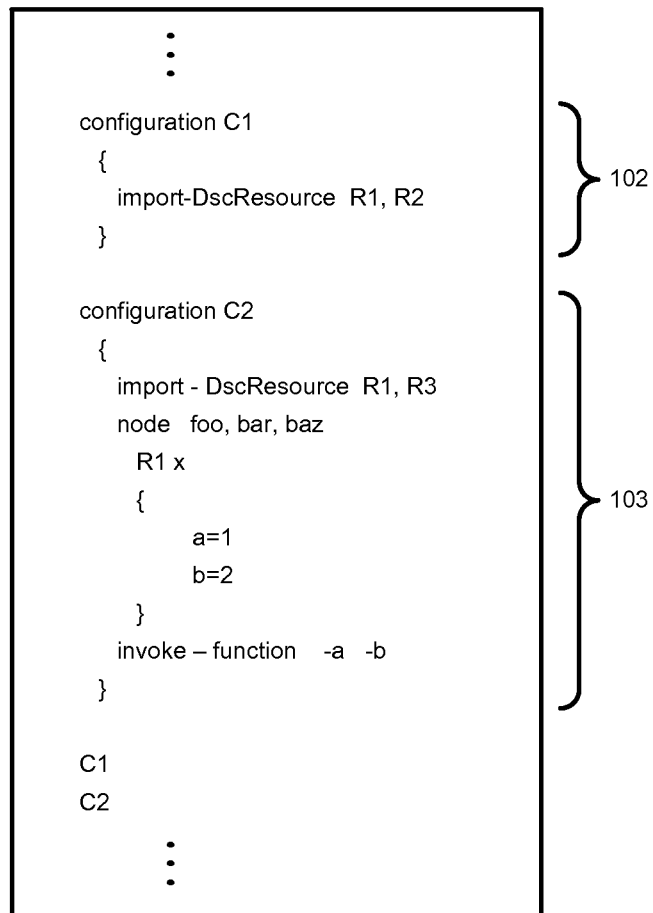 configuration C1
{
import-DscResource R1, R2
}
102
configuration C2
{
import - DscResource R1, R3
node foo, bar, baz
R1 x
{
a=1
b=2
}
invoke – function -a -b
}
103
C1
C2